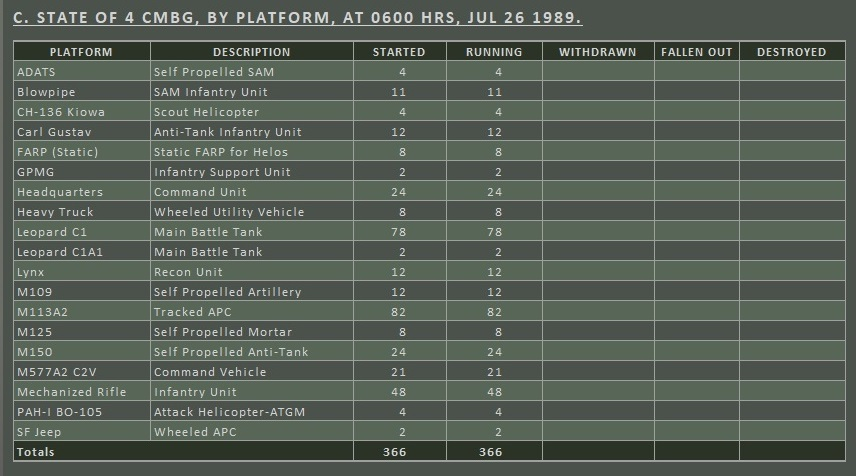 C. STATE OF 4 CMBG, BY PLATFORM, AT 0600 HRS, JUL 26 1989.
PLATFORM DESCRIPTION STARTED RUNNING WITHDRAWN FALLEN OUT DESTROYED
ADATS Self Propelled SAM 4 4
Blowpipe SAM Infantry Unit 11 11
CH-136 Kiowa Scout Helicopter 4 4
Carl Gustav Anti-Tank Infantry Unit 12 12
FARP (Static) Static FARP for Helos 8 8
GPMG Infantry Support Unit 2 2
Headquarters Command Unit 24 24
Heavy Truck Wheeled Utility Vehicle 8 8
Leopard C1 Main Battle Tank 78 78
Leopard C1A1 Main Battle Tank 2 2
Lynx Recon Unit 12 12
M109 Self Propelled Artillery 12 12
M113A2 Tracked APC 82 82
M125 Self Propelled Mortar 8 8
M150 Self Propelled Anti-Tank 24 24
M577A2 C2V Command Vehicle 21 21
Mechanized Rifle Infantry Unit 48 48
PAH-I BO-105 Attack Helicopter-ATGM 4 4
SF Jeep Wheeled APC 2 2
Totals 366 366